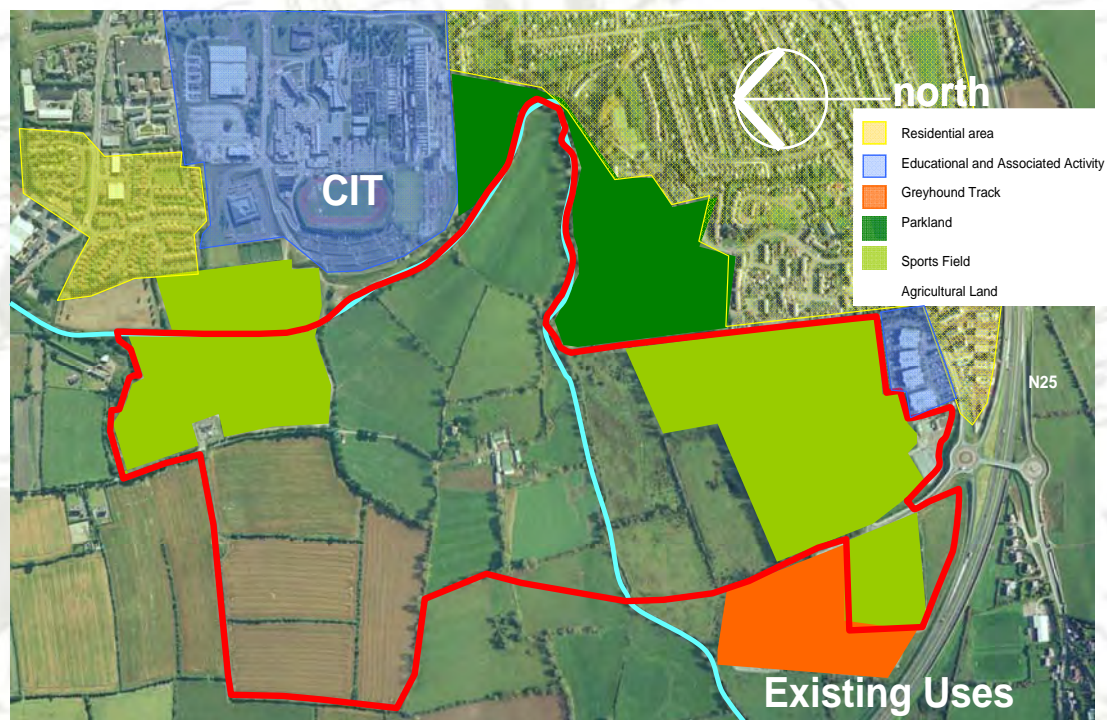 CIT
north
Residential area
Educational and Associated Activity
Greyhound Track
Parkland
Sports Field
Agricultural Land
N25
Existing Uses